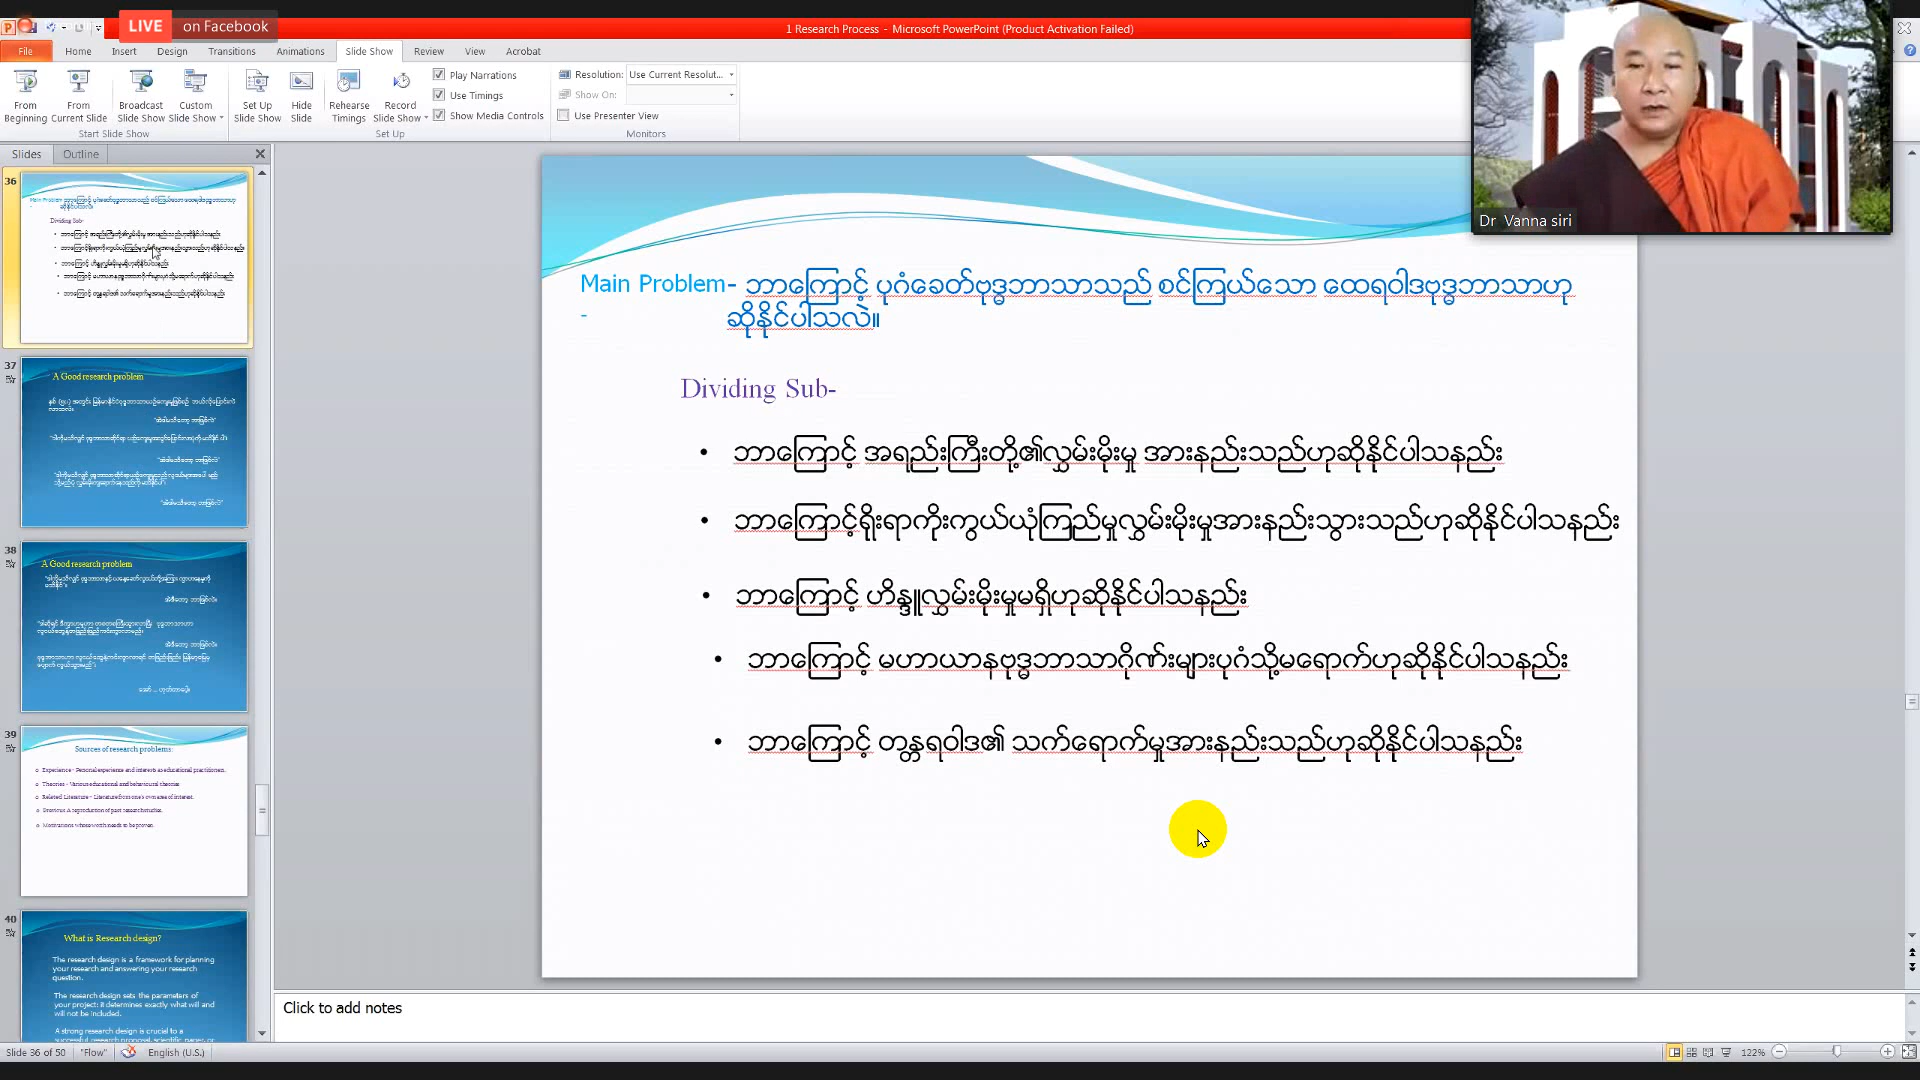 LIVE on Facebook
1 Research Process - Microsoft PowerPoint (Product Activation Failed)
File Home Insert Design Transitions Animations Slide Show Review View Acrobat
From Beginning
From Current Slide
Broadcast Slide Show
Custom Slide Show
Set Up Slide Show
Hide Slide
Rehearse Timings
Record Slide Show
Play Narrations
Use Timings
Show Media Controls
Resolution: Use Current Resolut...
Show On:
Use Presenter View
Start Slide Show
Set Up
Monitors
Dr Vanna siri
Slides Outline
36
Dividing Sub-
37
A Good research problem
38
A Good research problem
39
Sources of research problems:
Experience - Personal experience and interests as educational practitioners.
Theories - Various educational and behavioural theories
Related Literature - Literature from one's own area of interest.
40
What is Research design?
The research design is a framework for planning
your research and answering your research
question.
The research design sets the parameters of
your project: it determines exactly what will and
will not be included.
A strong research design is crucial to a
successful research proposal, scientific paper, or
Main Problem- ဘာကြောင့် ပုဂံခေတ်ဗုဒ္ဓဘာသာသည် စင်ကြယ်သော ထေရဝါဒဗုဒ္ဓဘာသာဟု
- ဆိုနိုင်ပါသလဲ။
Dividing Sub-
• ဘာကြောင့် အရည်းကြီးတို့၏လွှမ်းမိုးမှု အားနည်းသည်ဟုဆိုနိုင်ပါသနည်း
• ဘာကြောင့်ရိုးရာကိုးကွယ်ယုံကြည်မှုလွှမ်းမိုးမှုအားနည်းသွားသည်ဟုဆိုနိုင်ပါသနည်း
• ဘာကြောင့် ဟိန္ဒူလွှမ်းမိုးမှုမရှိဟုဆိုနိုင်ပါသနည်း
• ဘာကြောင့် မဟာယာနဗုဒ္ဓဘာသာဂိုဏ်းများပုဂံသို့မရောက်ဟုဆိုနိုင်ပါသနည်း
• ဘာကြောင့် တန္တရဝါဒ၏ သက်ရောက်မှုအားနည်းသည်ဟုဆိုနိုင်ပါသနည်း
Click to add notes
Slide 36 of 50 "Flow" English (U.S.) 122%